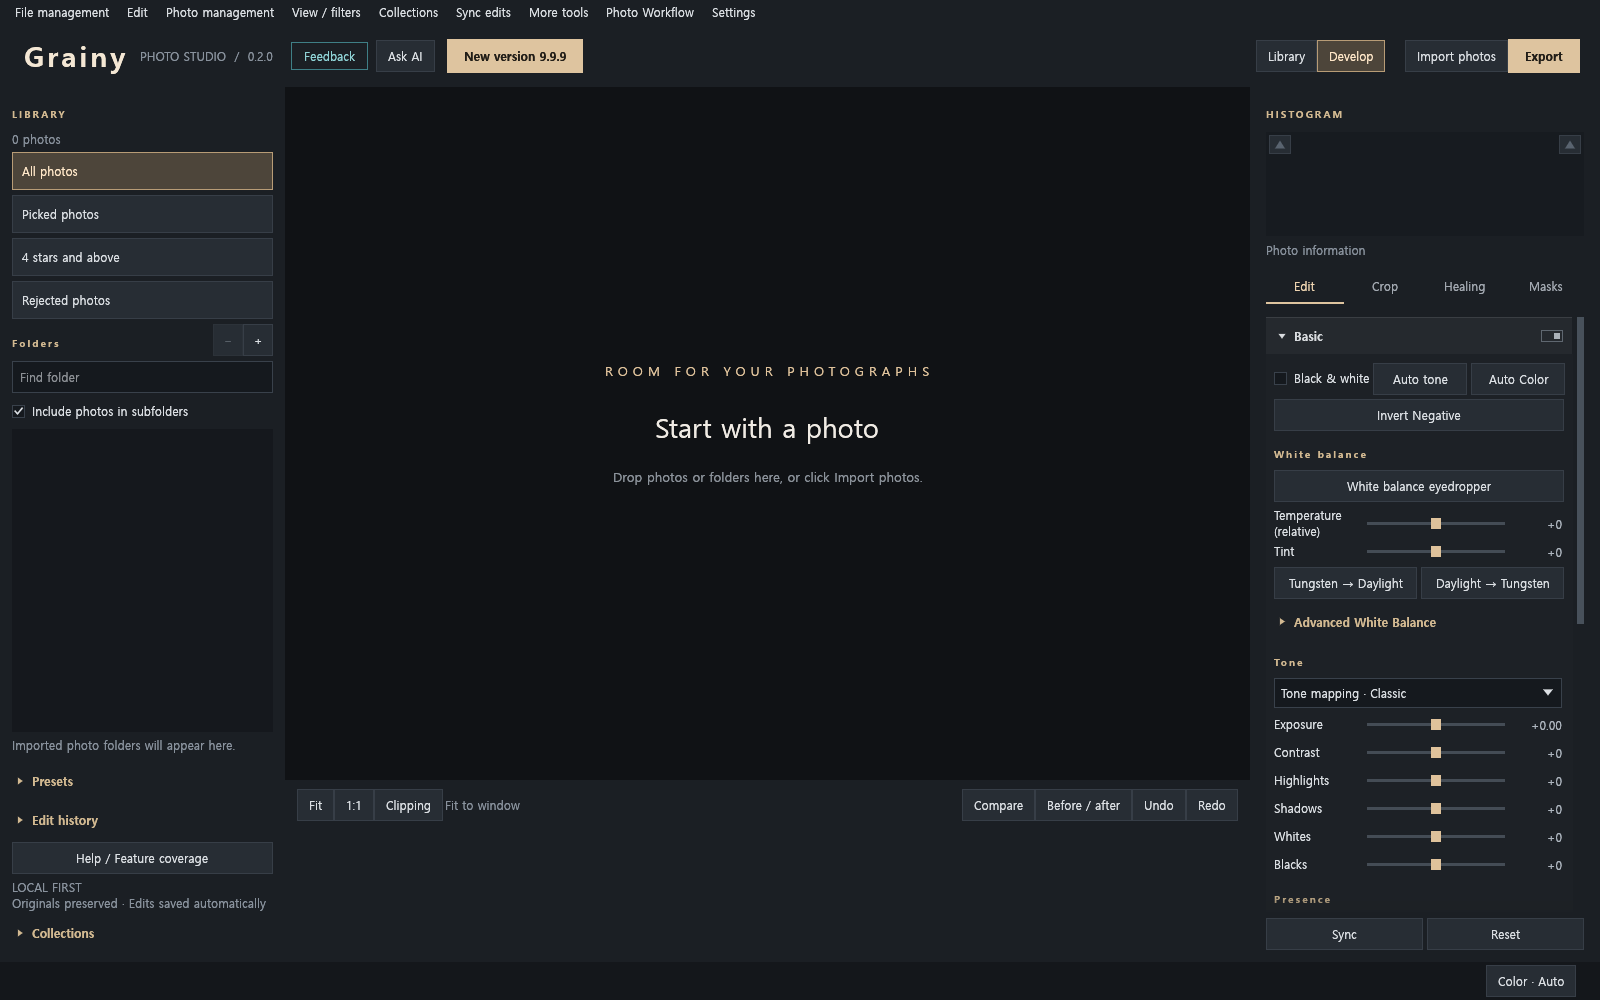 File management Edit Photo management View / filters Collections Sync edits More tools Photo Workflow Settings
Grainy PHOTO STUDIO / 0.2.0 Feedback Ask AI New version 9.9.9 Library Develop Import photos Export
LIBRARY
0 photos
All photos
Picked photos
4 stars and above
Rejected photos
Folders − +
Find folder
Include photos in subfolders
Imported photo folders will appear here.
Presets
Edit history
Help / Feature coverage
LOCAL FIRST
Originals preserved · Edits saved automatically
Collections
ROOM FOR YOUR PHOTOGRAPHS
Start with a photo
Drop photos or folders here, or click Import photos.
Fit 1:1 Clipping Fit to window Compare Before / after Undo Redo
HISTOGRAM
Photo information
Edit Crop Healing Masks
Basic
Black & white Auto tone Auto Color
Invert Negative
White balance
White balance eyedropper
Temperature
(relative) +0
Tint +0
Tungsten → Daylight Daylight → Tungsten
Advanced White Balance
Tone
Tone mapping · Classic
Exposure +0.00
Contrast +0
Highlights +0
Shadows +0
Whites +0
Blacks +0
Presence
Sync Reset
Color · Auto